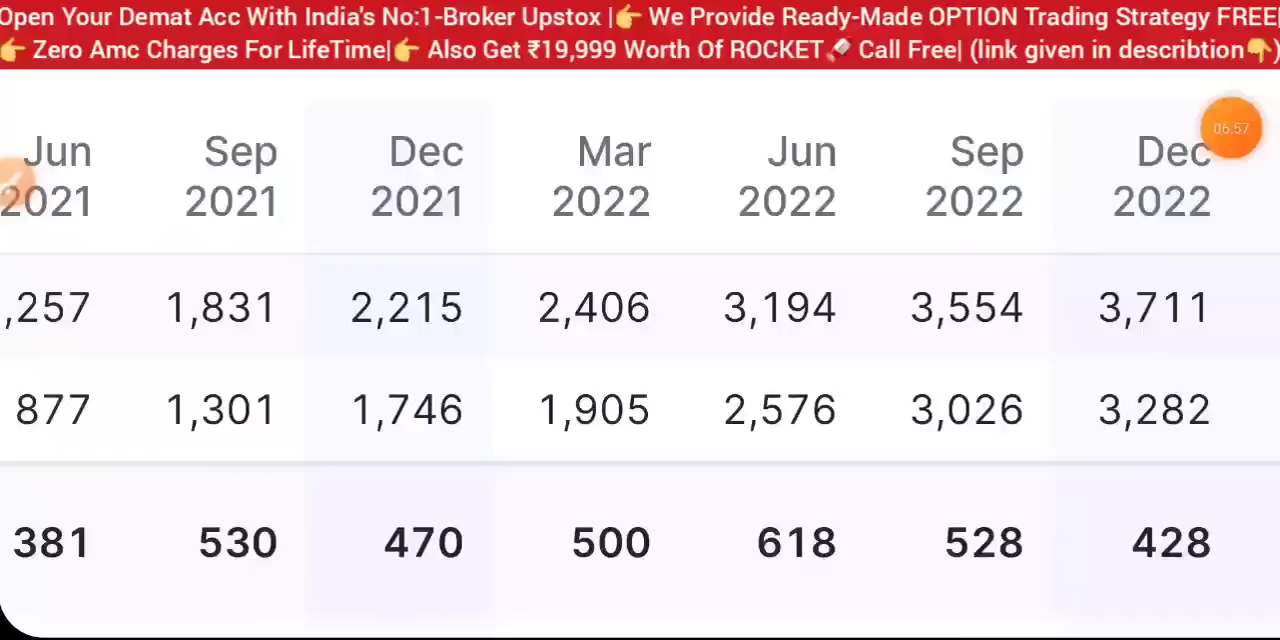 Open Your Demat Acc With India's No:1-Broker Upstox |👉 We Provide Ready-Made OPTION Trading Strategy FREE|
👉 Zero Amc Charges For LifeTime|👉 Also Get ₹19,999 Worth Of ROCKET🚀 Call Free| (link given in describtion👇)
06:57
Jun Sep Dec Mar Jun Sep Dec
2021 2021 2021 2022 2022 2022 2022
,257 1,831 2,215 2,406 3,194 3,554 3,711
877 1,301 1,746 1,905 2,576 3,026 3,282
381 530 470 500 618 528 428